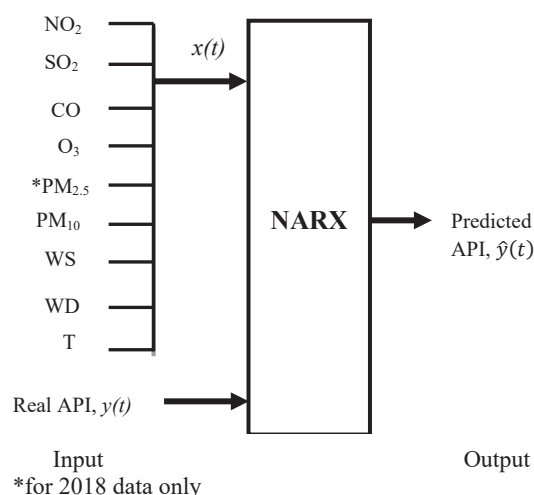 NO₂
SO₂
CO
O₃
*PM₂.₅
PM₁₀
WS
WD
T
x(t)
NARX
Predicted
API, ŷ(t)
Real API, y(t)
Input
Output
*for 2018 data only